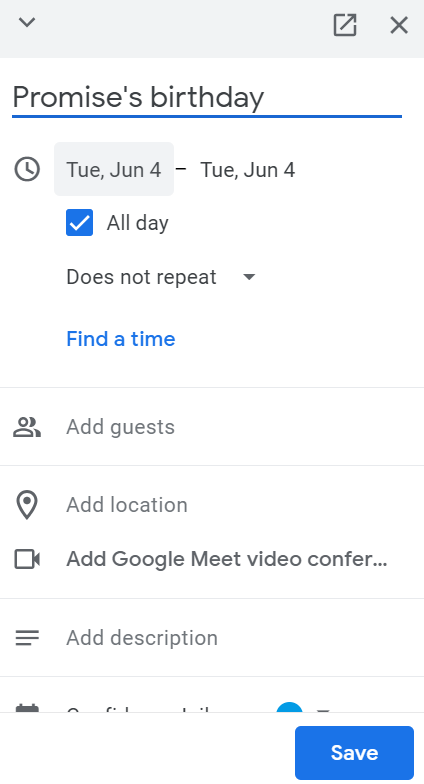 Promise's birthday
Tue, Jun 4 – Tue, Jun 4
All day
Does not repeat
Find a time
Add guests
Add location
Add Google Meet video confer...
Add description
Save